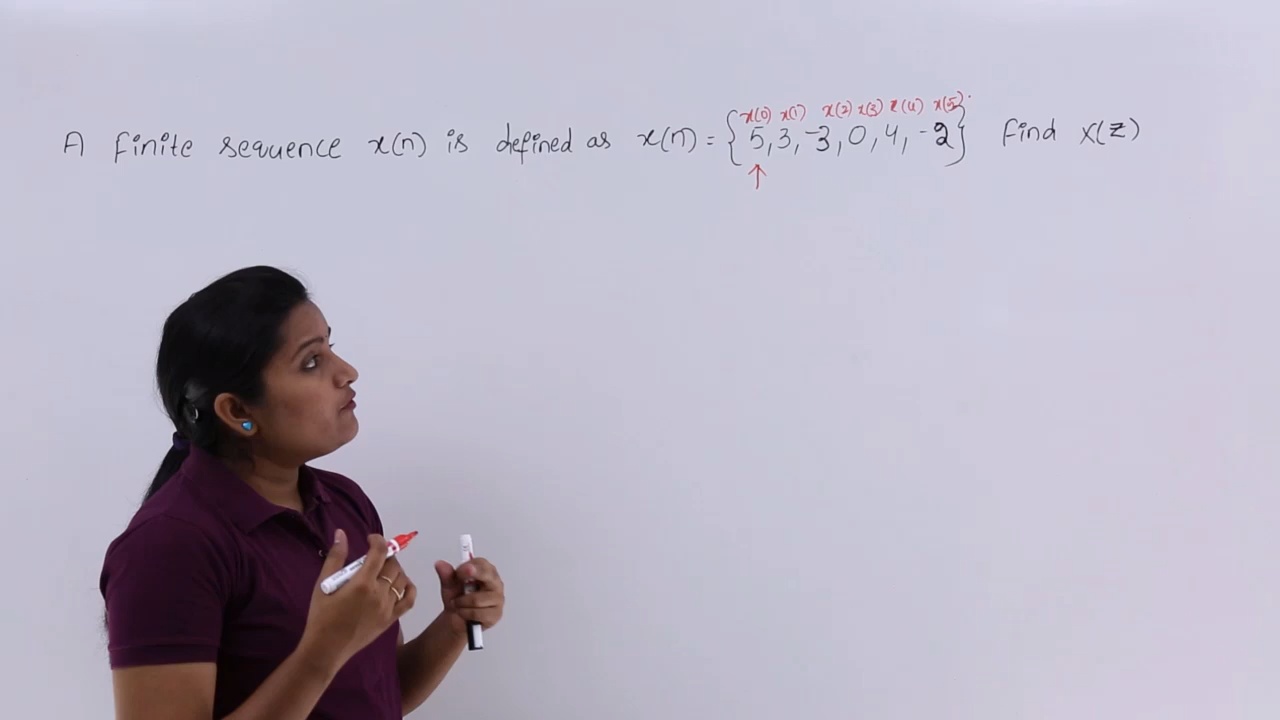 x(0) x(1) x(2) x(3) x(4) x(5)
A finite sequence x(n) is defined as x(n) = {5, 3, -3, 0, 4, -2} Find X(z)
↑